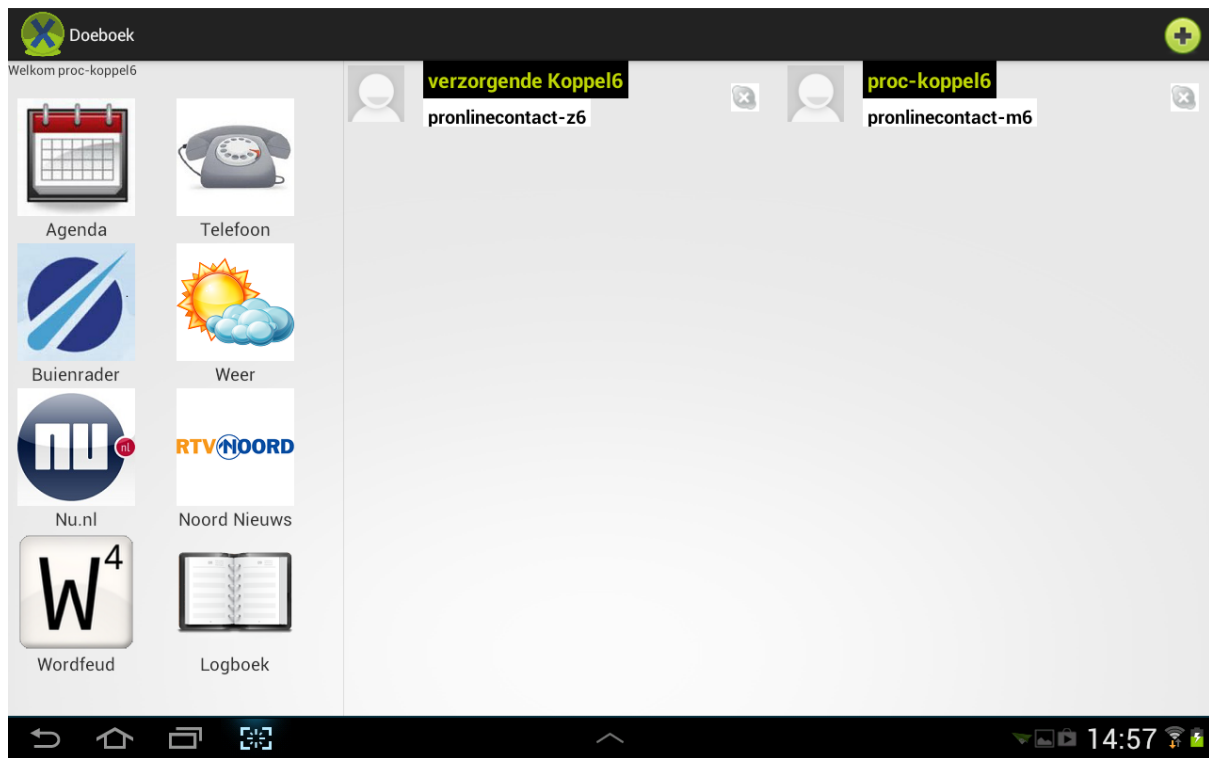 Doeboek
Welkom proc-koppel6
verzorgende Koppel6
pronlinecontact-z6
proc-koppel6
pronlinecontact-m6
Agenda
Telefoon
Buienrader
Weer
nu
nl
RTV NOORD
Nu.nl
Noord Nieuws
W4
Wordfeud
Logboek
14:57